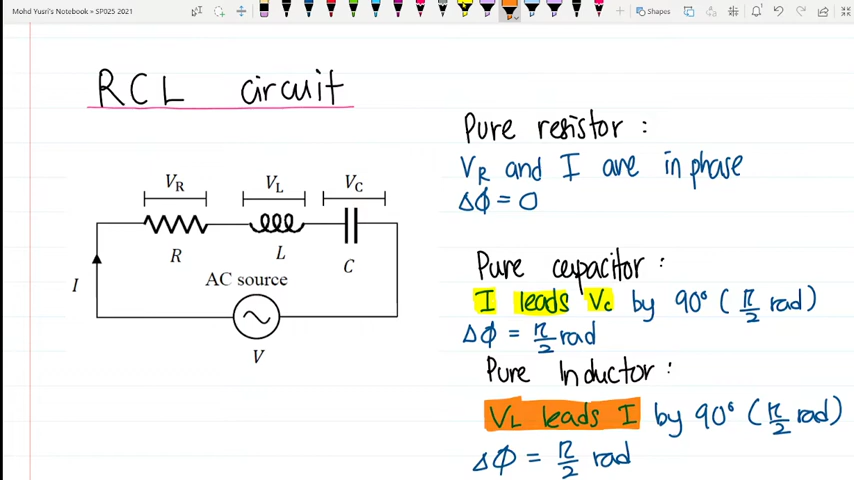 Mohd Yusri's Notebook » SP025 2021
Shapes
RCL circuit
V_R V_L V_C
R L C
I
AC source
V
Pure resistor :
V_R and I are in phase
Δϕ = 0
Pure capacitor :
I leads V_c by 90° (π/2 rad)
Δϕ = π/2 rad
Pure Inductor :
V_L leads I by 90° (π/2 rad)
Δϕ = π/2 rad